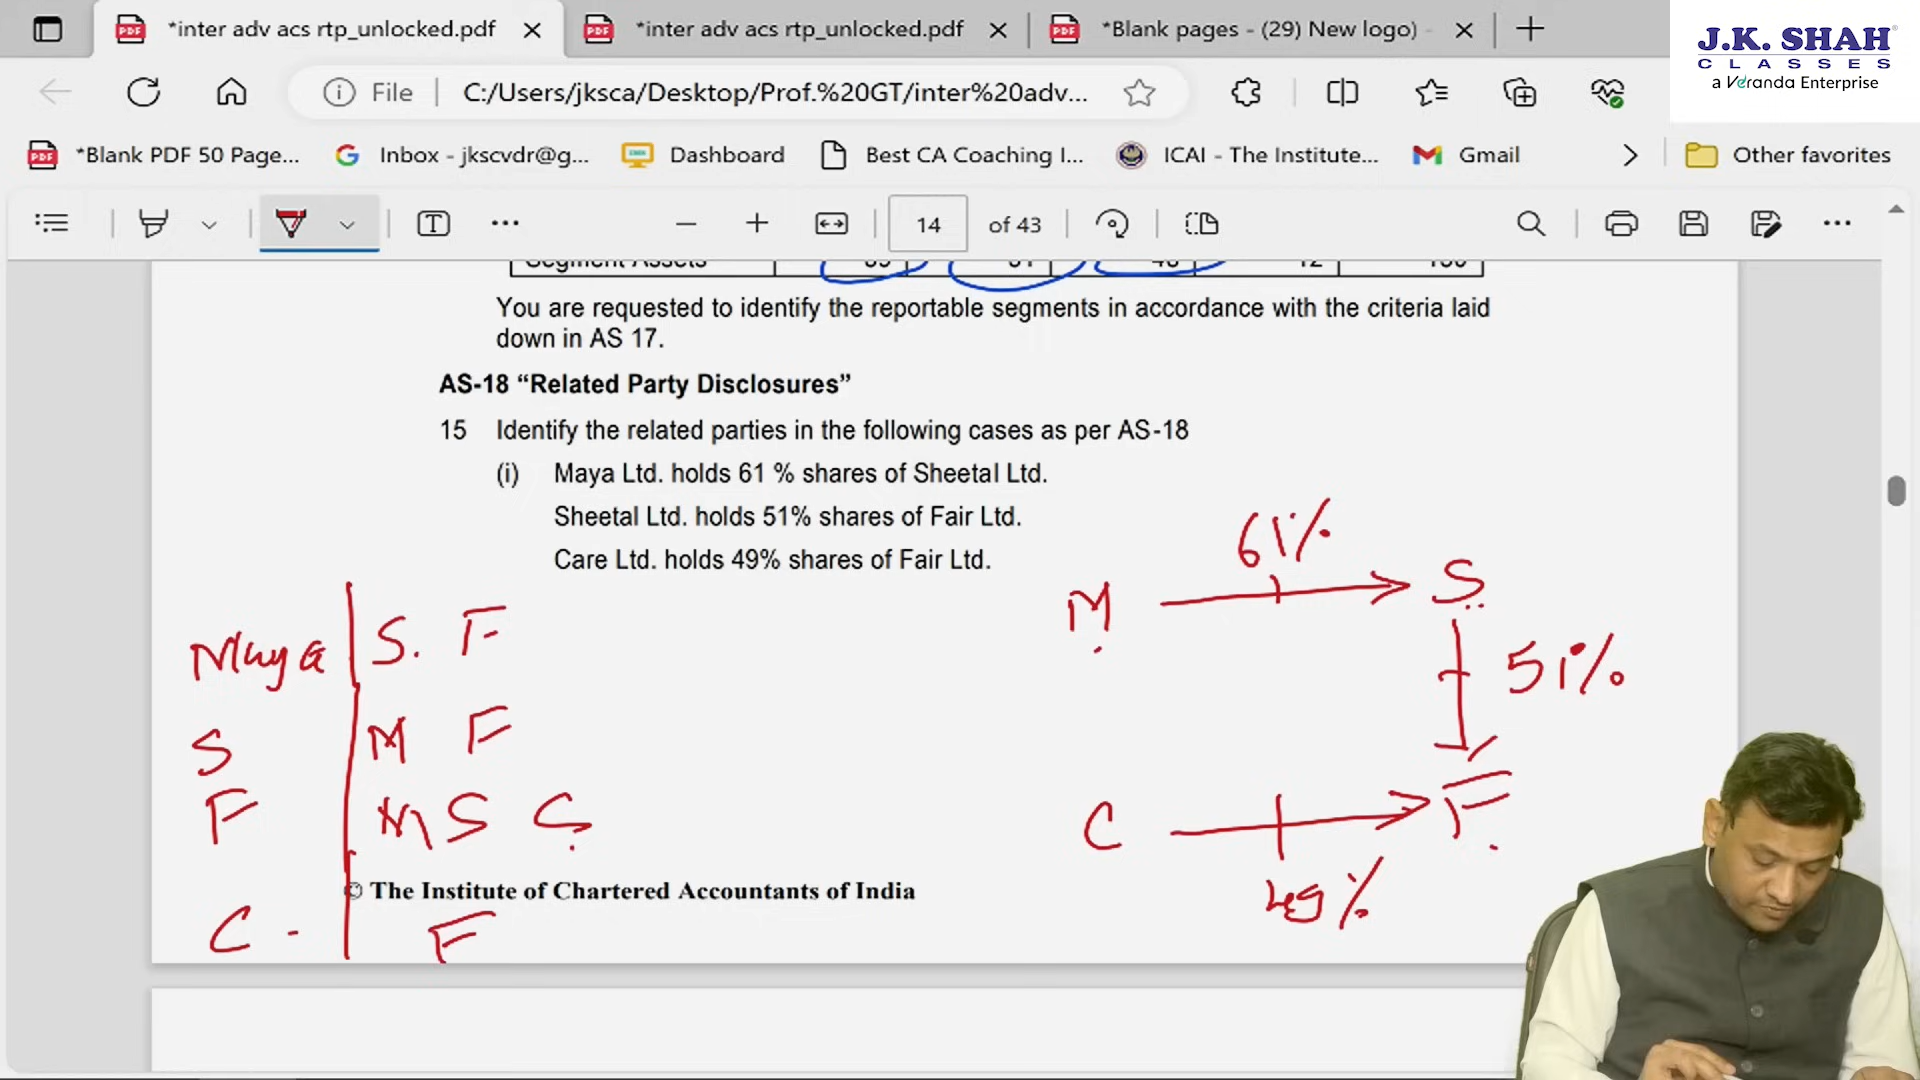 *inter adv acs rtp_unlocked.pdf
*inter adv acs rtp_unlocked.pdf
*Blank pages - (29) New logo) -
J.K. SHAH
CLASSES
a Veranda Enterprise
File
C:/Users/jksca/Desktop/Prof.%20GT/inter%20adv...
*Blank PDF 50 Page...
Inbox - jkscvdr@g...
Dashboard
Best CA Coaching I...
ICAI - The Institute...
Gmail
Other favorites
14 of 43
Segment Assets
12
You are requested to identify the reportable segments in accordance with the criteria laid
down in AS 17.
AS-18 “Related Party Disclosures”
15 Identify the related parties in the following cases as per AS-18
(i) Maya Ltd. holds 61 % shares of Sheetal Ltd.
Sheetal Ltd. holds 51% shares of Fair Ltd.
Care Ltd. holds 49% shares of Fair Ltd.
61%
M S
51%
C F
49%
Maya S. F
S M F
F M S C
© The Institute of Chartered Accountants of India
C - F